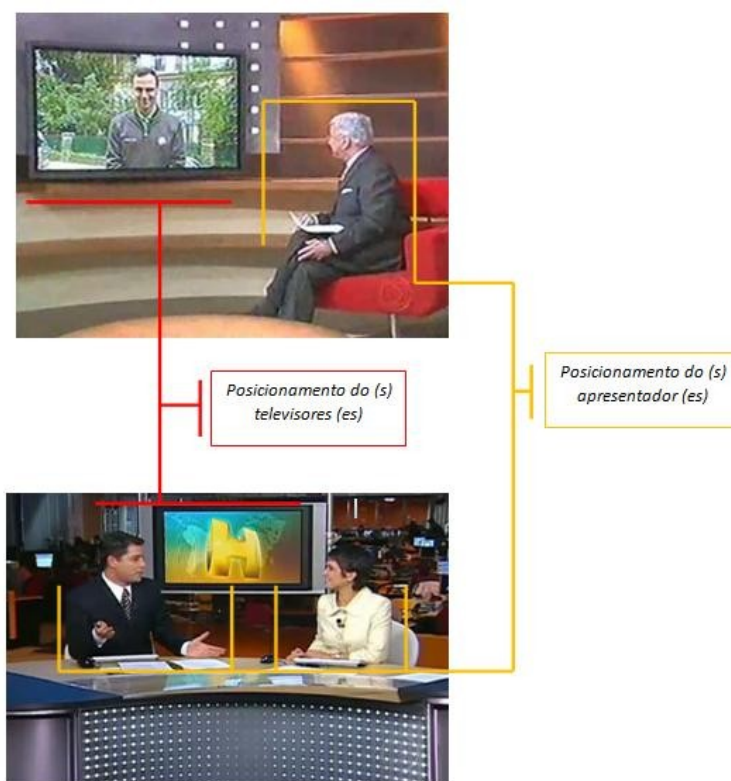 Posicionamento do (s)
televisores (es)
Posicionamento do (s)
apresentador (es)
H